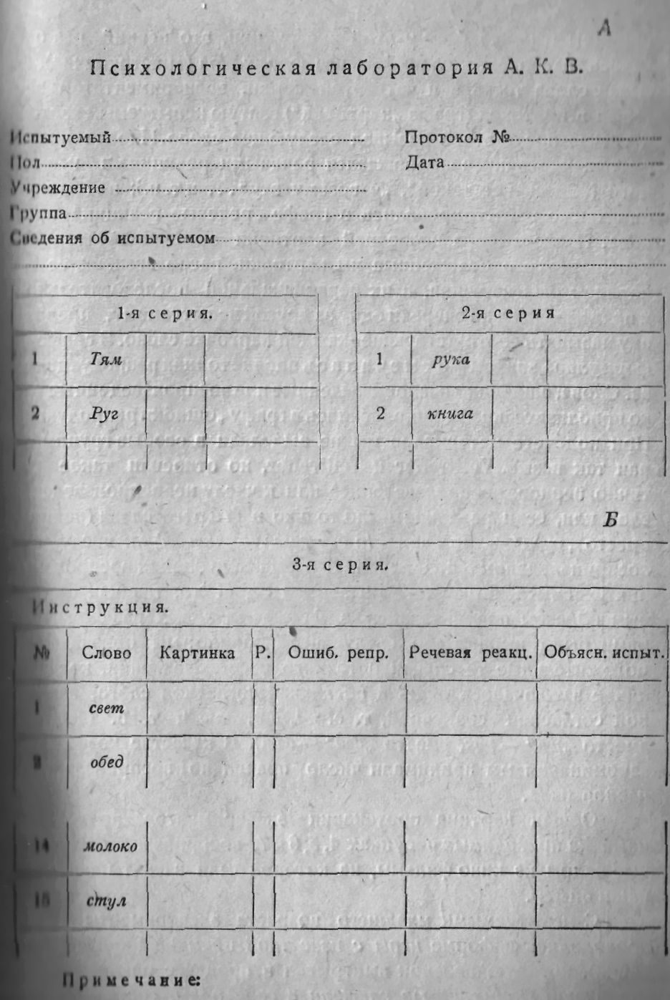 А
Психологическая лаборатория А. К. В.
Испытуемый
Протокол №
Пол
Дата
Учреждение
Группа
Сведения об испытуемом
1-я серия.
1 Тям
2 Руг
2-я серия
1 рука
2 книга
Б
3-я серия.
Инструкция.
№ Слово Картинка Р. Ошиб. репр. Речевая реакц. Объясн. испыт.
1 свет
2 обед
14 молоко
15 стул
Примечание: